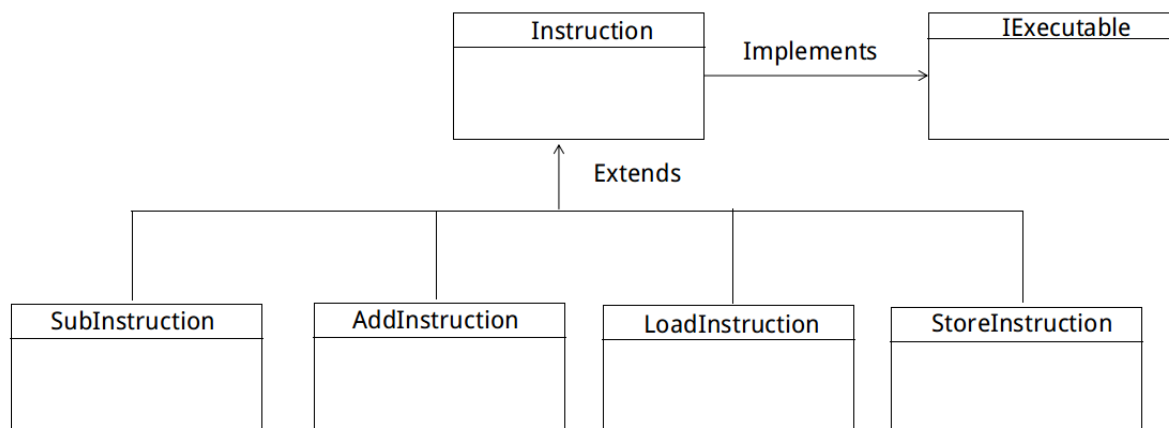 Instruction
IExecutable
Implements
Extends
SubInstruction
AddInstruction
LoadInstruction
StoreInstruction